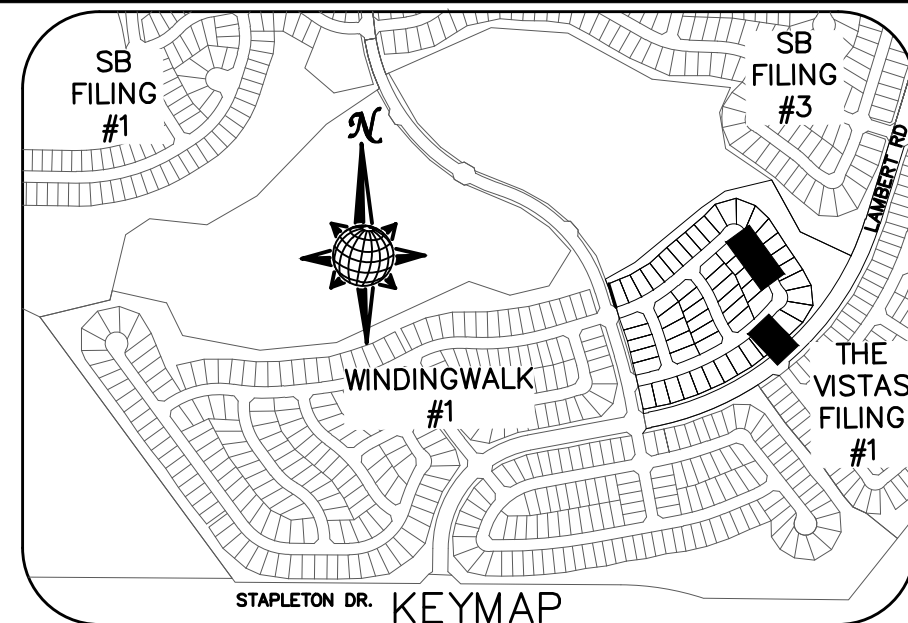 SB
FILING
#1
N
SB
FILING
#3
LAMBERT RD
WINDINGWALK
#1
THE
VISTAS
FILING
#1
STAPLETON DR.
KEYMAP